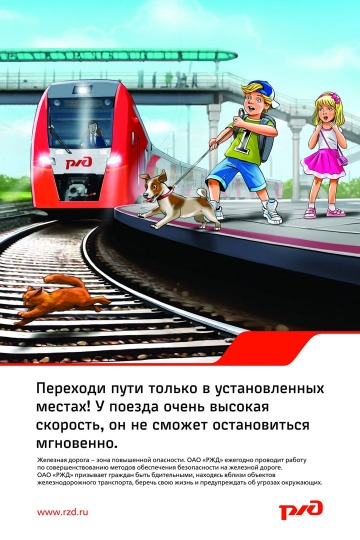 РЖД
РЖД
1
Переходи пути только в установленных
местах! У поезда очень высокая
скорость, он не сможет остановиться
мгновенно.
Железная дорога – зона повышенной опасности. ОАО «РЖД» ежегодно проводит работу
по совершенствованию методов обеспечения безопасности на железной дороге.
ОАО «РЖД» призывает граждан быть бдительными, находясь вблизи объектов
железнодорожного транспорта, беречь свою жизнь и предупреждать об угрозах окружающих.
www.rzd.ru
РЖД